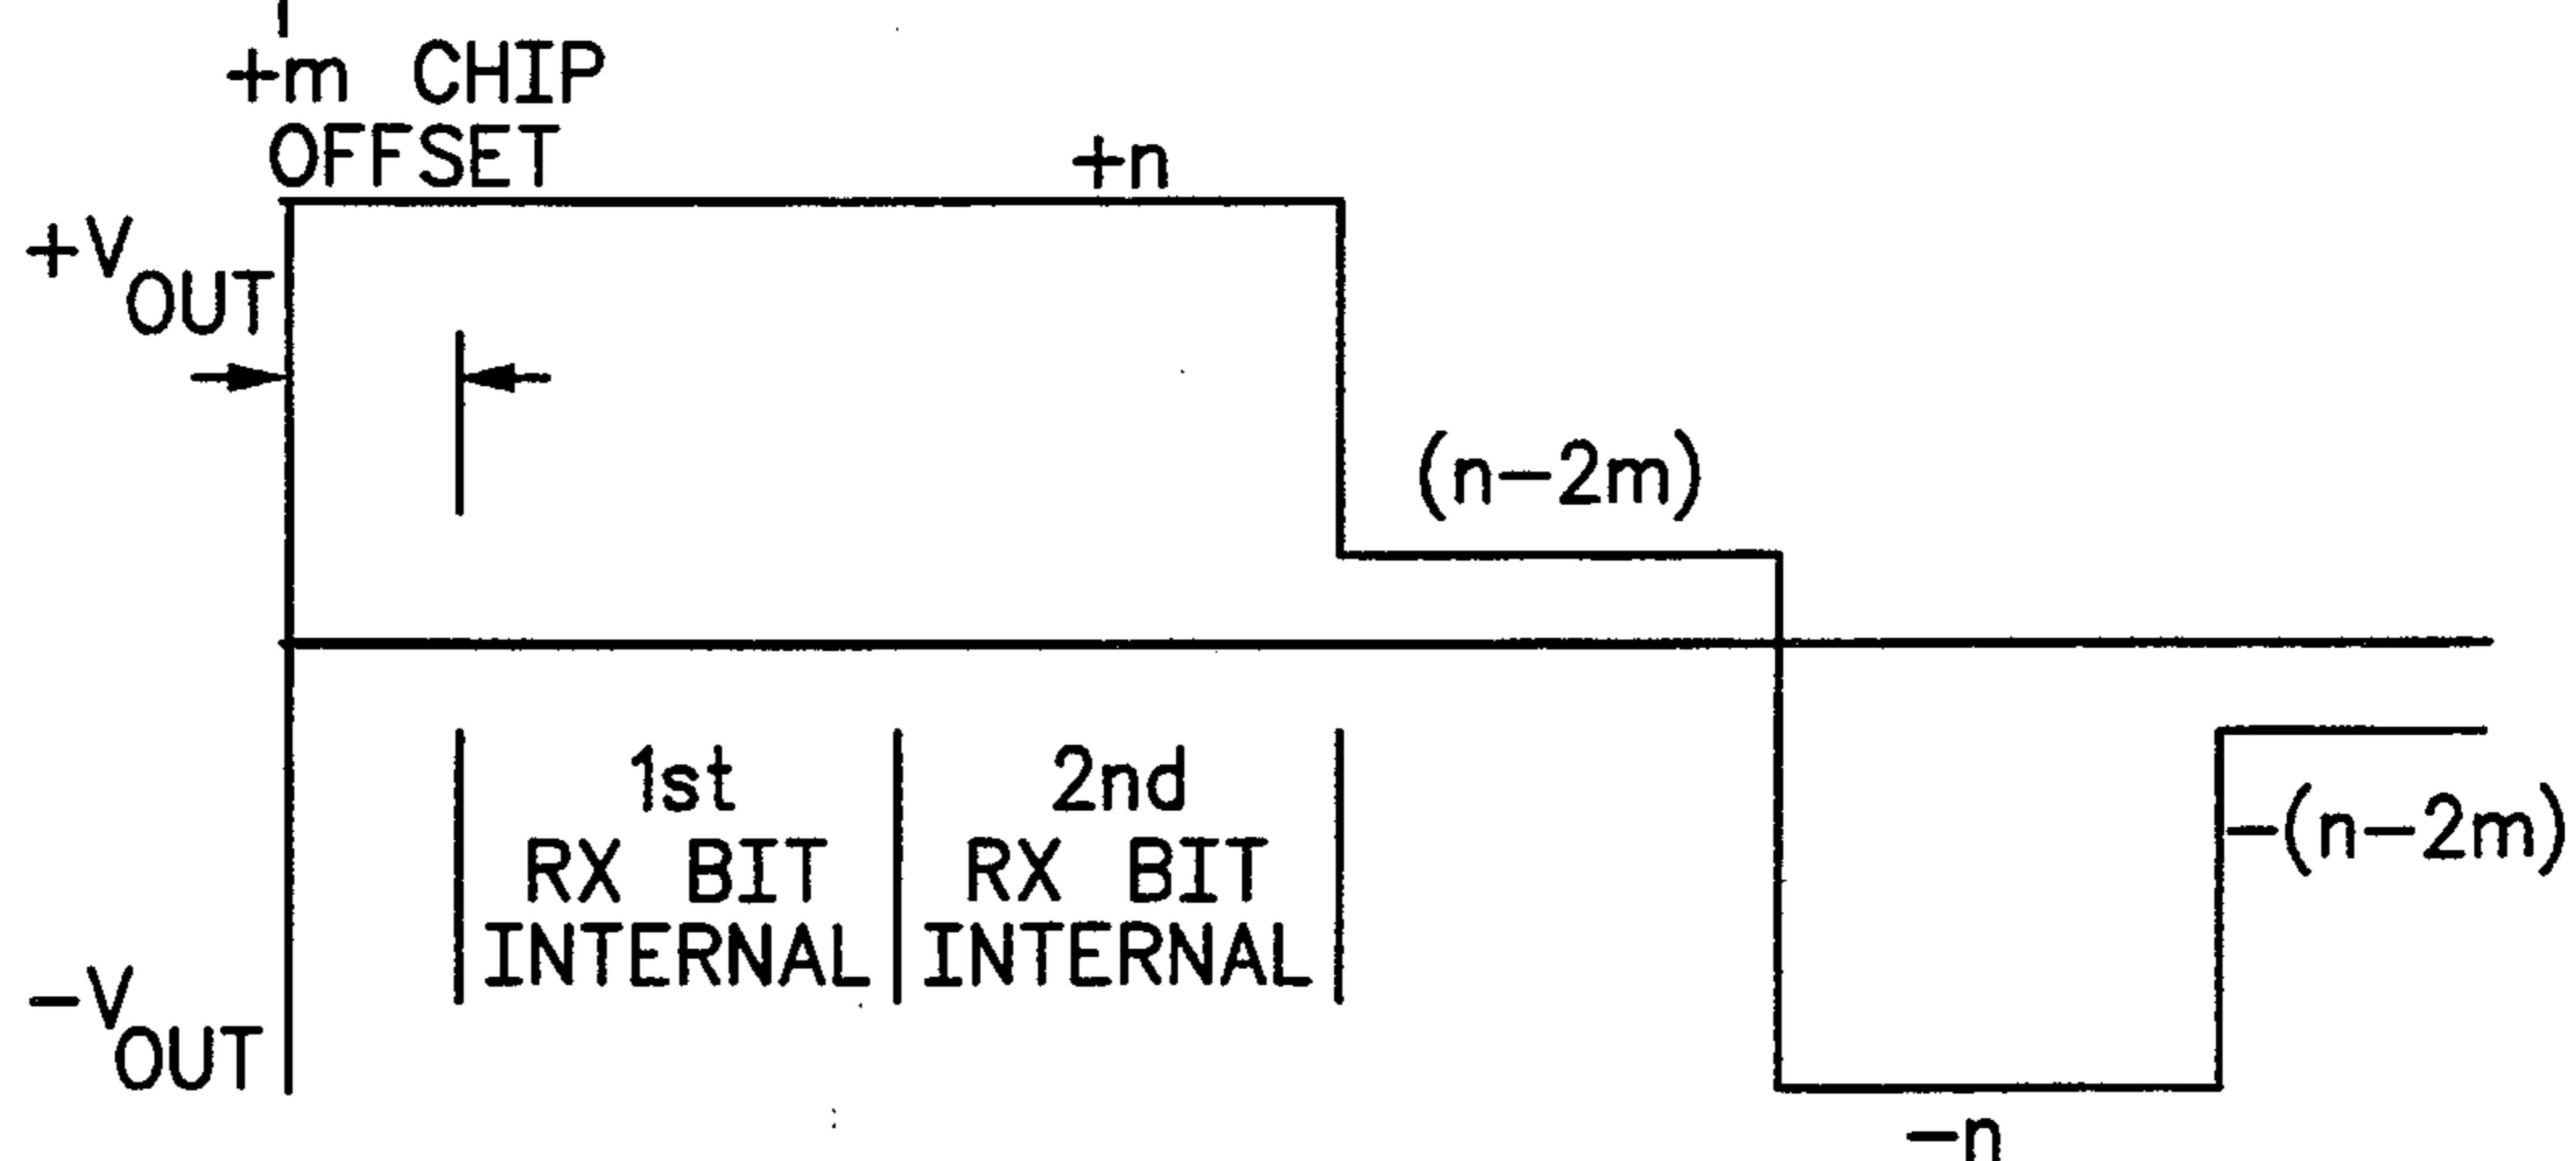 +m CHIP
OFFSET
+n
+VOUT
(n-2m)
1st
RX BIT
INTERNAL
2nd
RX BIT
INTERNAL
-(n-2m)
-VOUT
-n